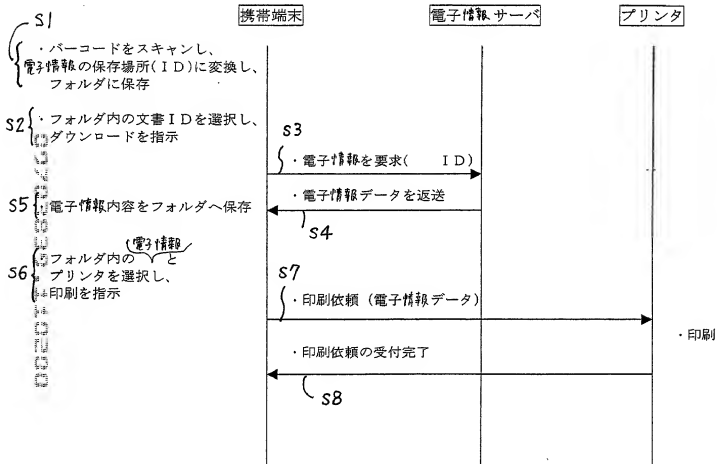 携帯端末 電子情報サーバ プリンタ
S1
・バーコードをスキャンし、
電子情報の保存場所(ID)に変換し、
フォルダに保存
S2
・フォルダ内の文書IDを選択し、
ダウンロードを指示
S3
・電子情報を要求( ID)
・電子情報データを返送
S4
S5
・電子情報内容をフォルダへ保存
S6
電子情報
フォルダ内の と
プリンタを選択し、
印刷を指示
S7
・印刷依頼(電子情報データ)
・印刷
・印刷依頼の受付完了
S8